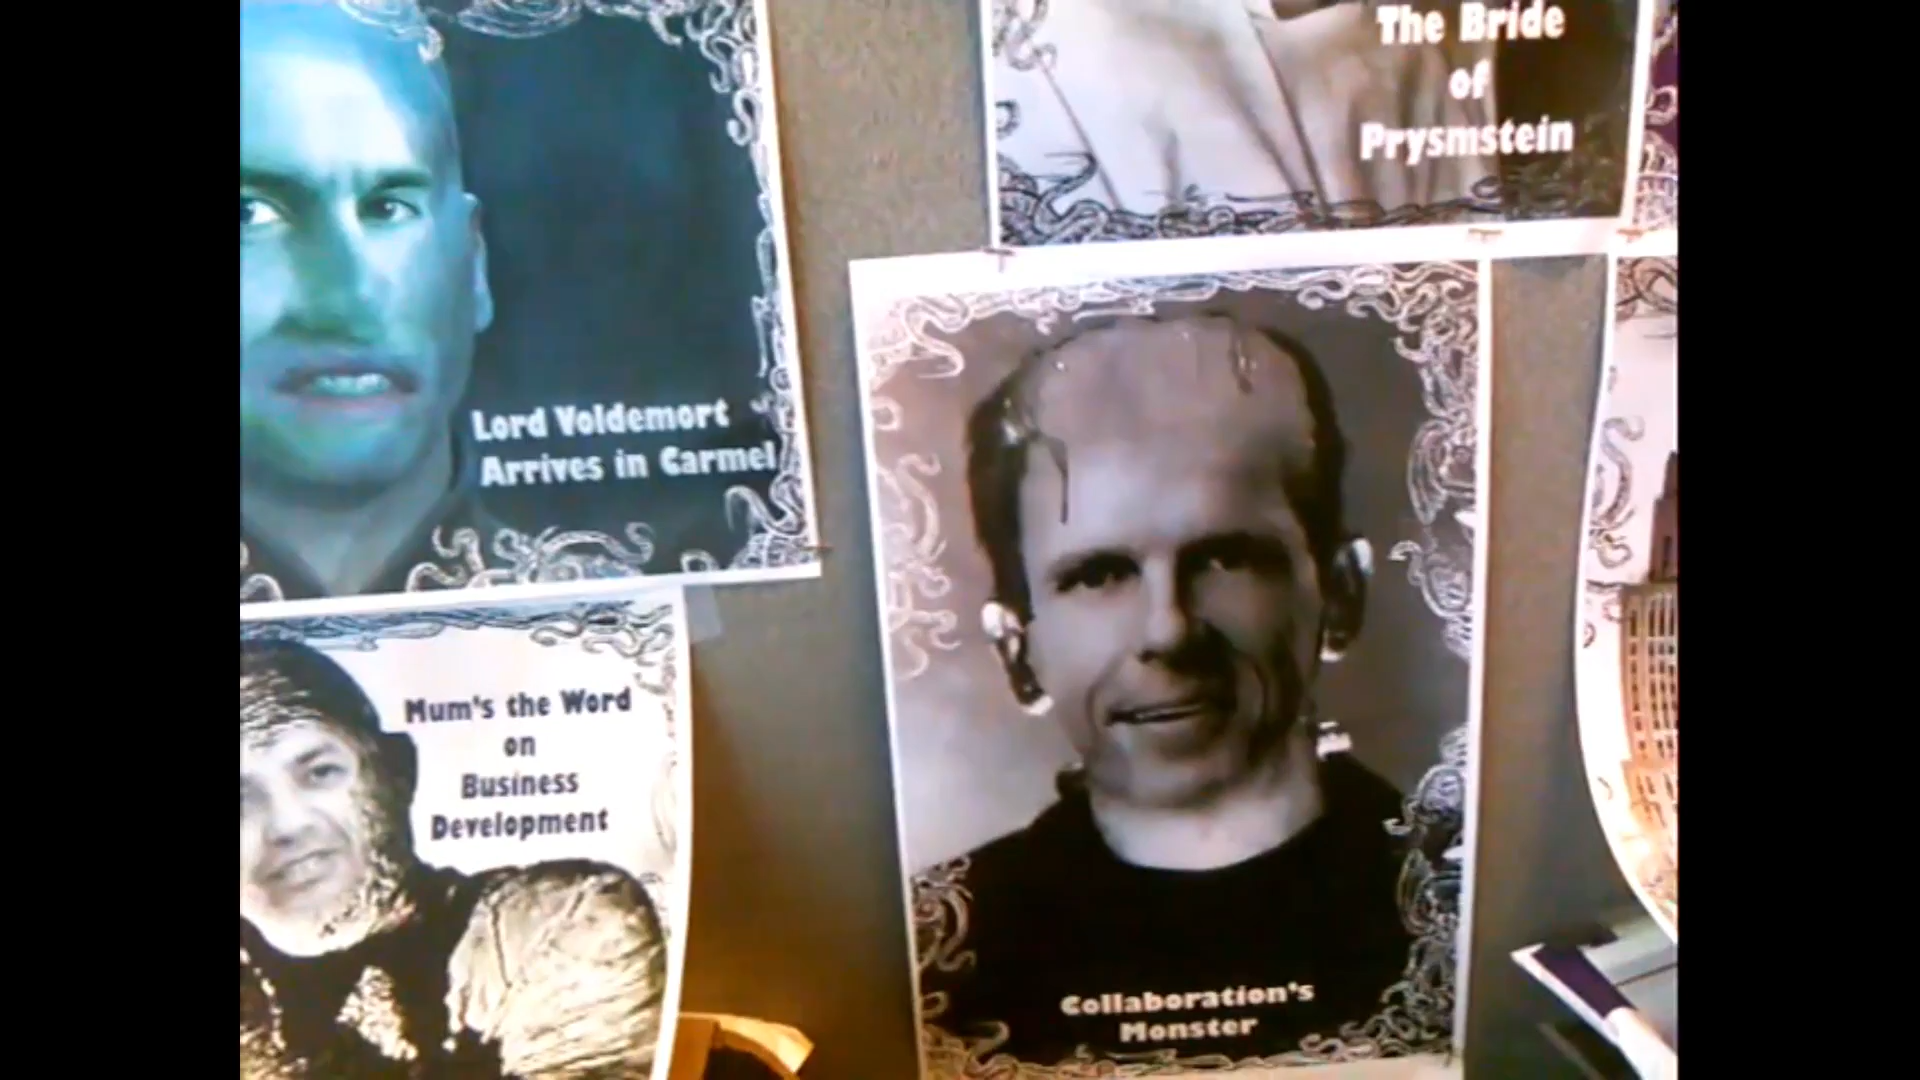 The Bride
of
Prysmstein
Lord Voldemort
Arrives in Carmel
Mum's the Word
on
Business
Development
Collaboration's
Monster